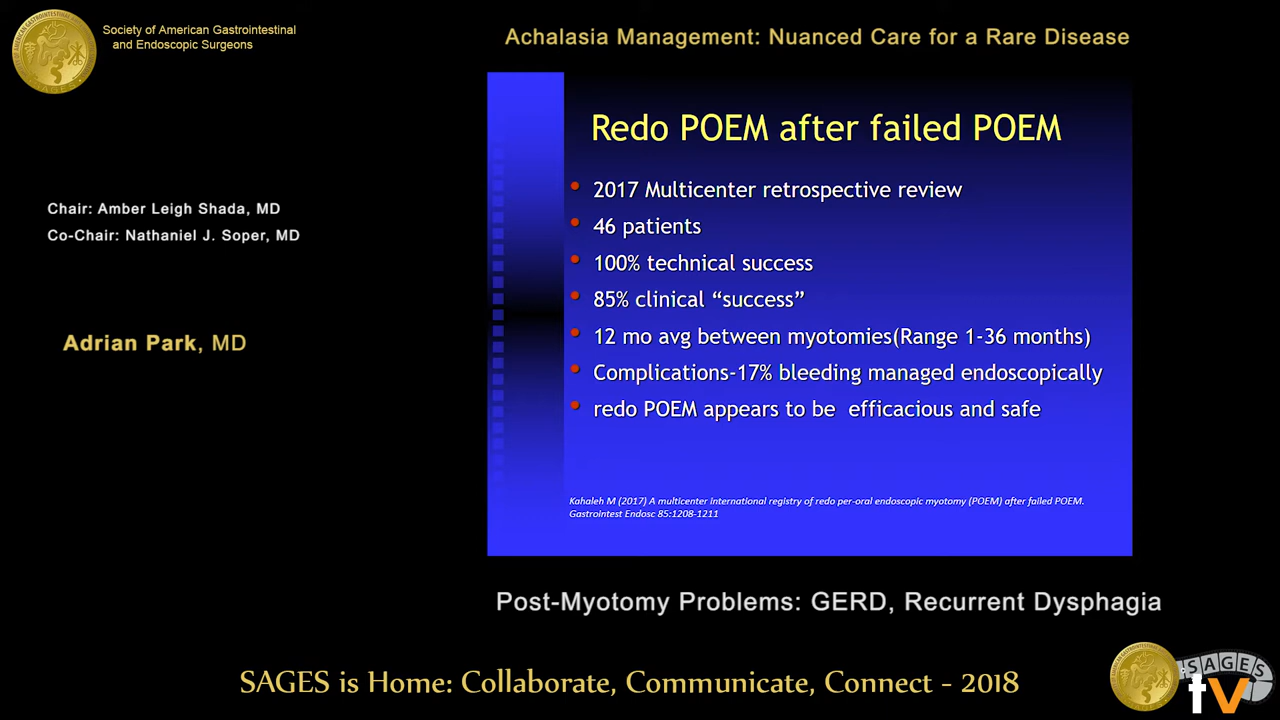 Society of American Gastrointestinal
and Endoscopic Surgeons
Achalasia Management: Nuanced Care for a Rare Disease
Chair: Amber Leigh Shada, MD
Co-Chair: Nathaniel J. Soper, MD
Adrian Park, MD
Redo POEM after failed POEM
• 2017 Multicenter retrospective review
• 46 patients
• 100% technical success
• 85% clinical “success”
• 12 mo avg between myotomies(Range 1-36 months)
• Complications-17% bleeding managed endoscopically
• redo POEM appears to be efficacious and safe
Kahaleh M (2017) A multicenter international registry of redo per-oral endoscopic myotomy (POEM) after failed POEM.
Gastrointest Endosc 85:1208-1211
Post-Myotomy Problems: GERD, Recurrent Dysphagia
SAGES is Home: Collaborate, Communicate, Connect - 2018
SAGES
tv